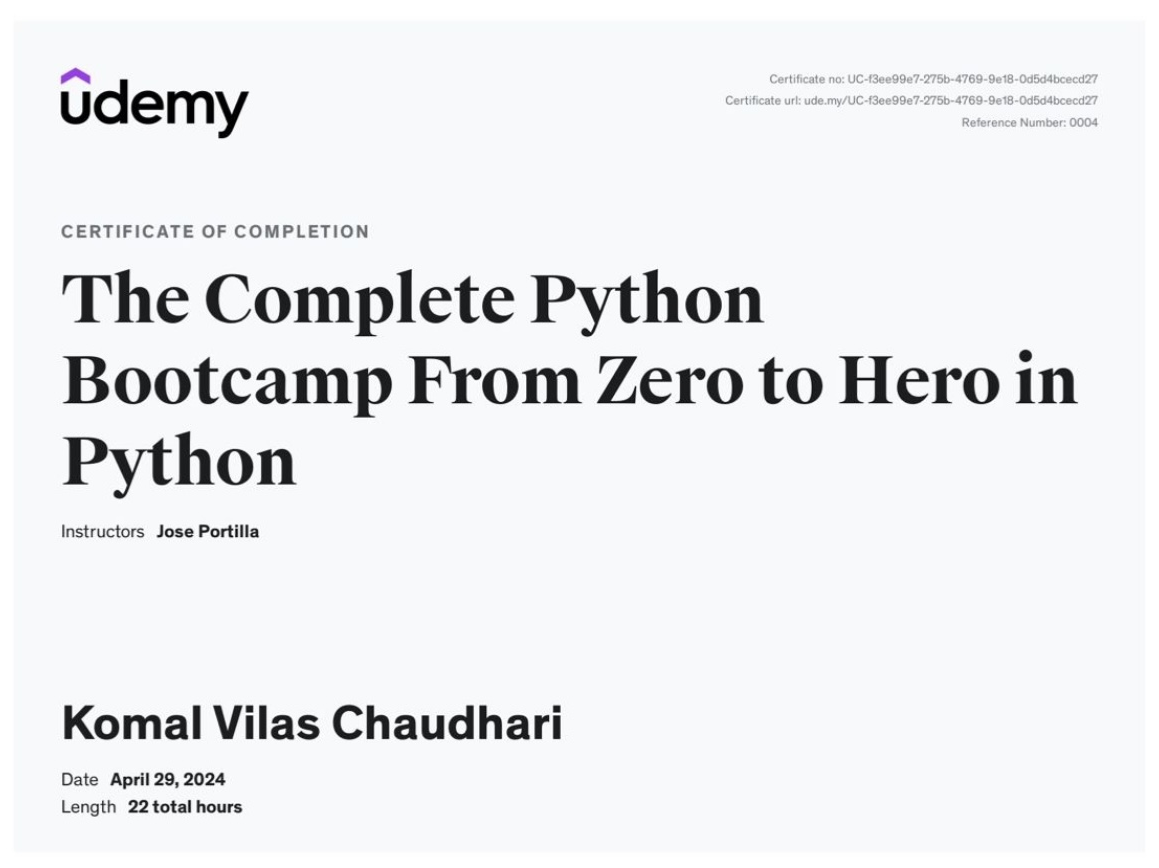 udemy
Certificate no: UC-f3ee99e7-275b-4769-9e18-0d5d4bcecd27
Certificate url: ude.my/UC-f3ee99e7-275b-4769-9e18-0d5d4bcecd27
Reference Number: 0004
CERTIFICATE OF COMPLETION
The Complete Python
Bootcamp From Zero to Hero in
Python
Instructors Jose Portilla
Komal Vilas Chaudhari
Date April 29, 2024
Length 22 total hours